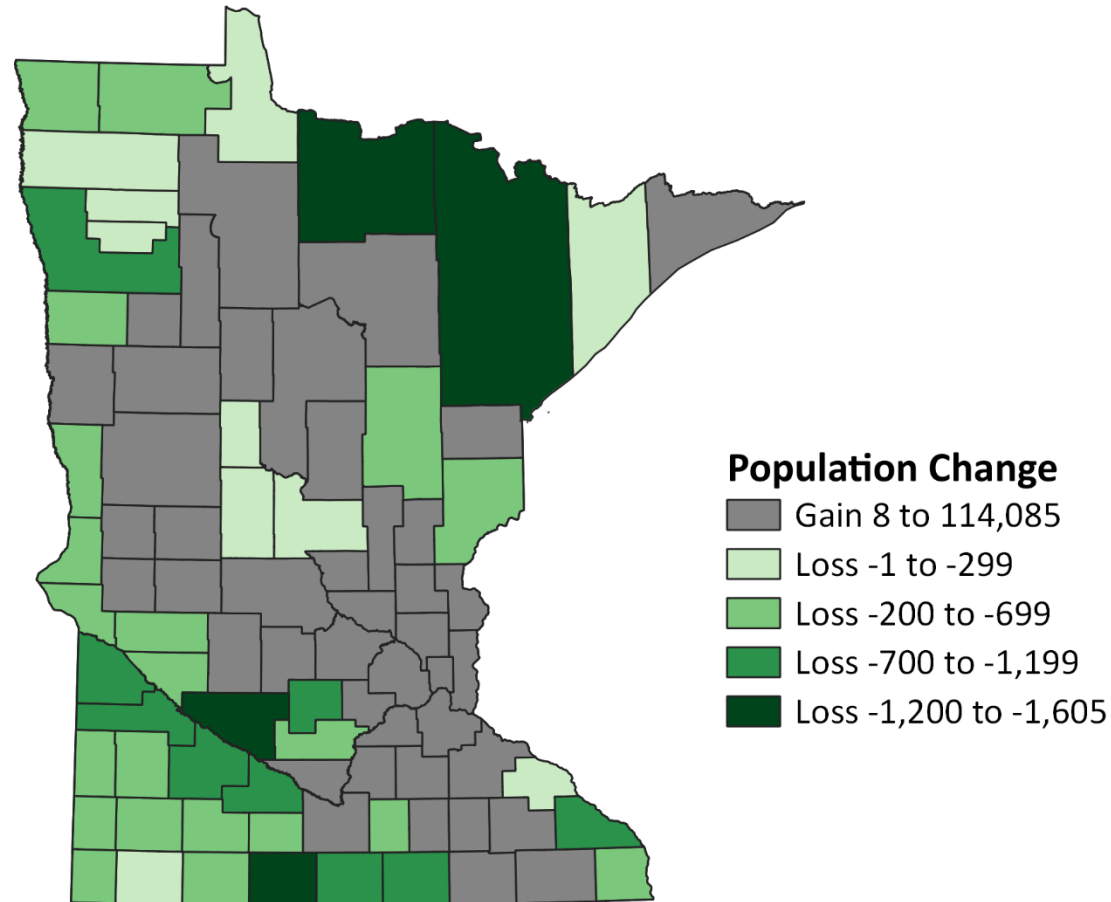 Population Change
Gain 8 to 114,085
Loss -1 to -299
Loss -200 to -699
Loss -700 to -1,199
Loss -1,200 to -1,605